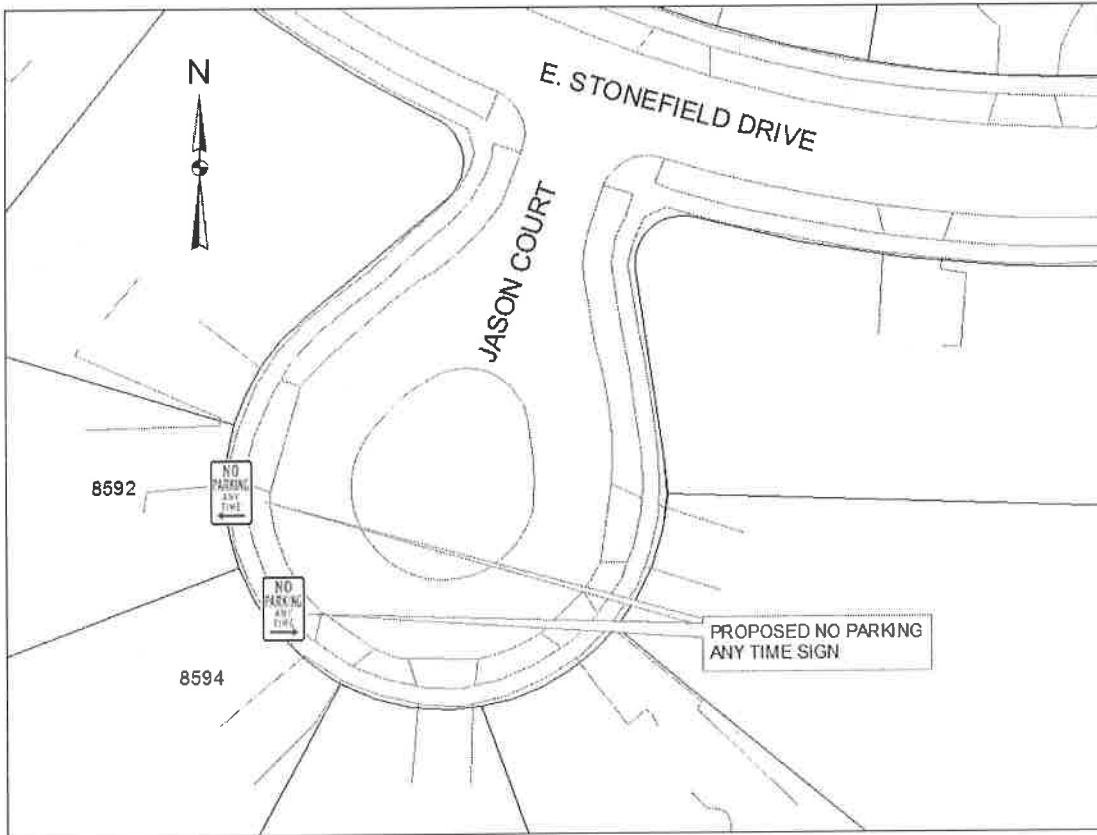 N
E. STONEFIELD DRIVE
JASON COURT
8592
NO
PARKING
ANY
TIME
NO
PARKING
ANY
TIME
8594
PROPOSED NO PARKING
ANY TIME SIGN